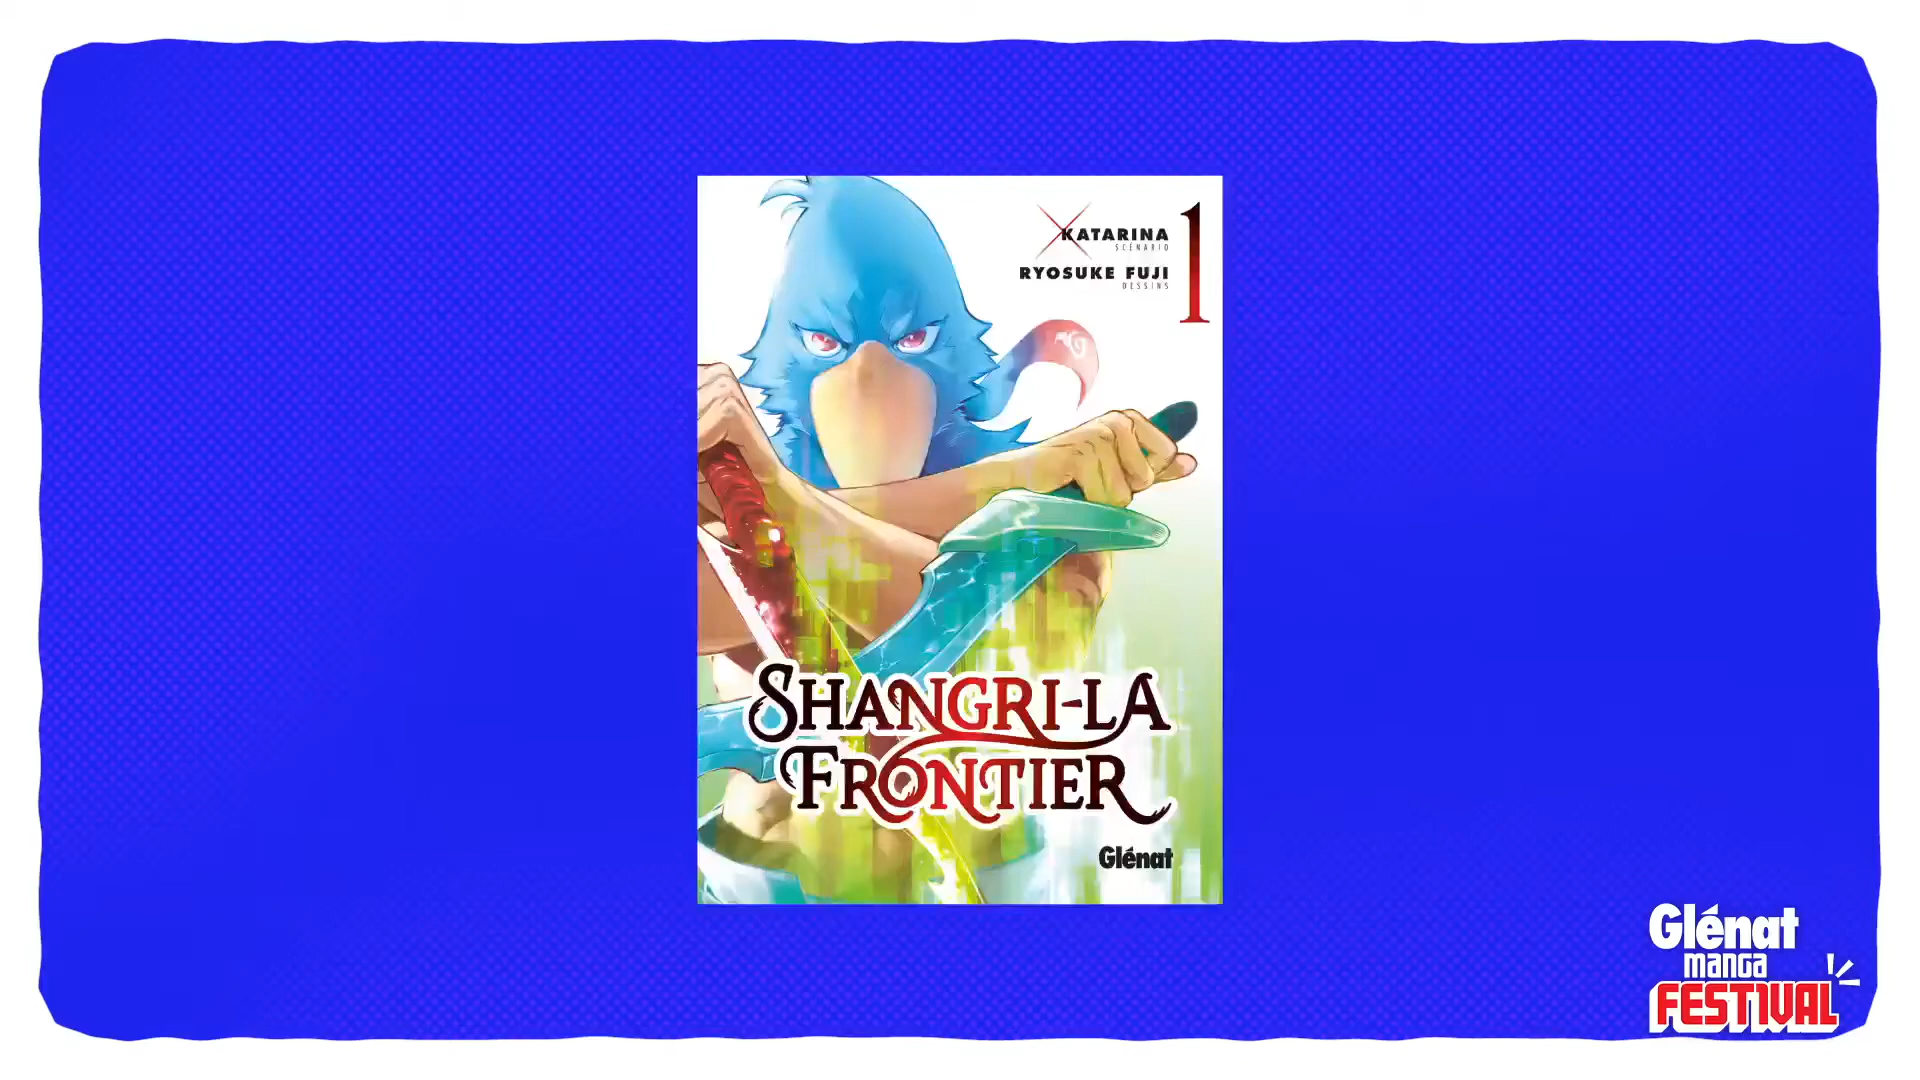 KATARINA
SCÉNARIO
RYOSUKE FUJI
DESSINS
1
SHANGRI-LA
FRONTIER
Glénat
Glénat
manga
FESTIVAL